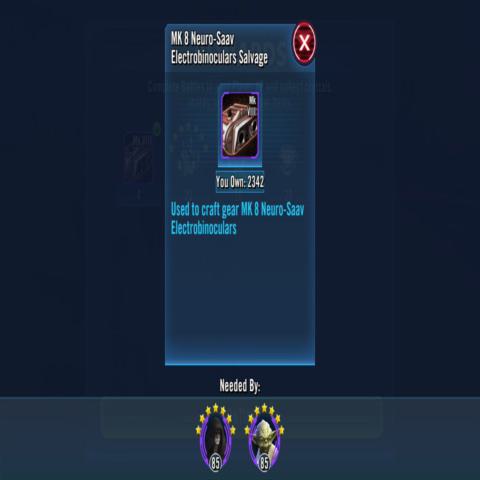 MK 8 Neuro-Saav
Electrobinoculars Salvage
X
Mk
VIII
You Own: 2342
Used to craft gear MK 8 Neuro-Saav
Electrobinoculars
Needed By:
85
85